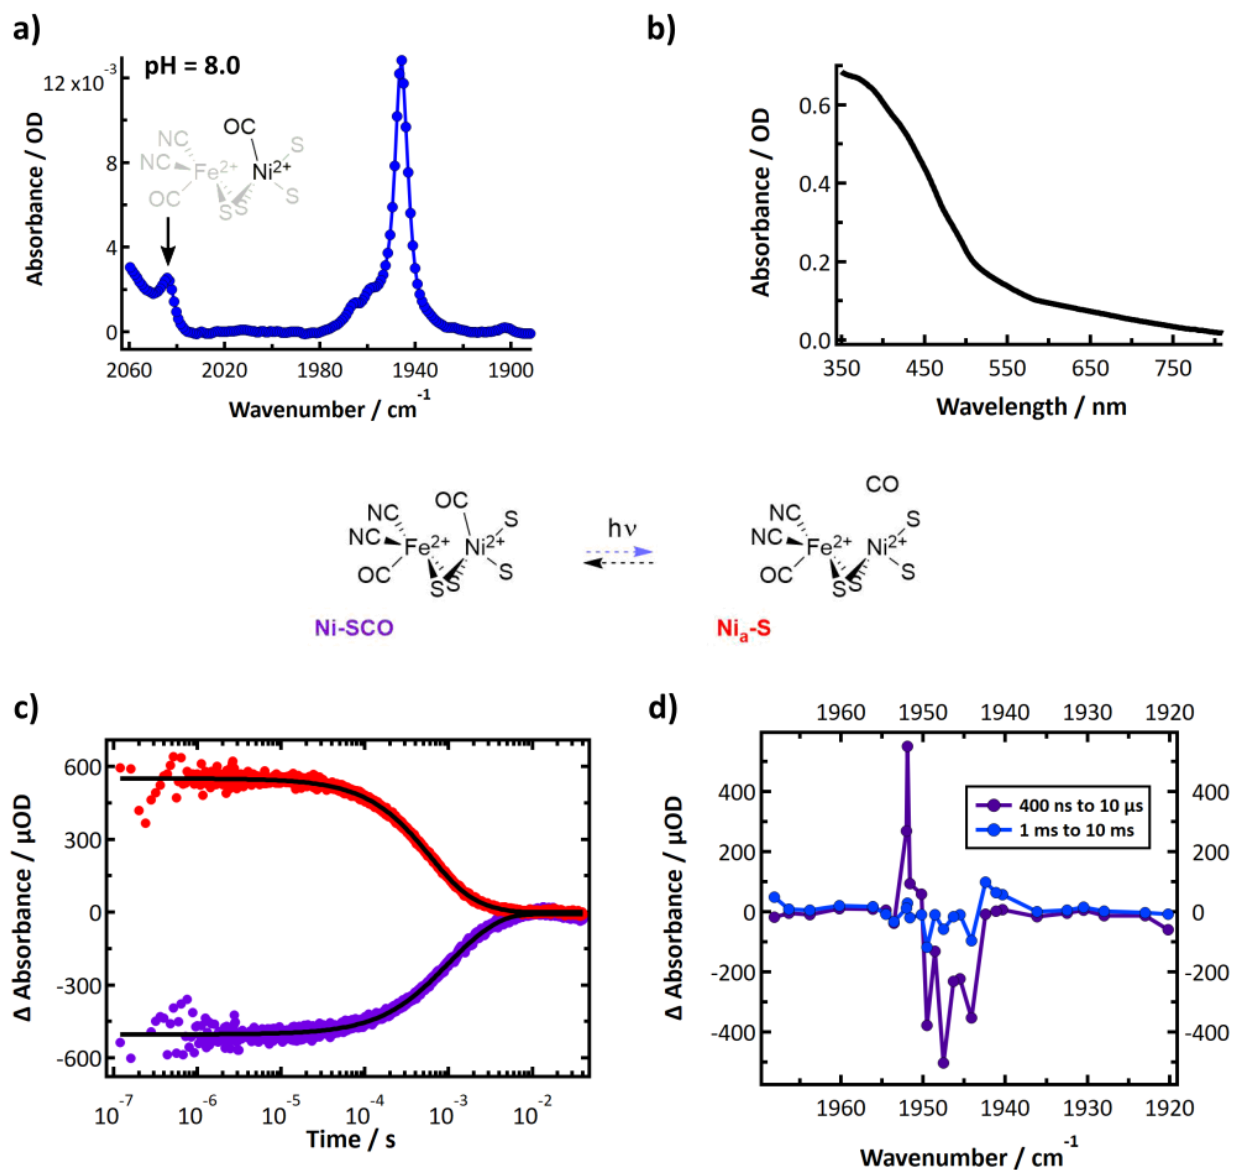 a)
pH = 8.0
12 x10⁻³
8
4
0
Absorbance / OD
OC
NC
NC
Fe²⁺
Ni²⁺
S
OC
S
S
S
2060
2020
1980
1940
1900
Wavenumber / cm⁻¹
b)
0.6
0.4
0.2
0.0
Absorbance / OD
350
450
550
650
750
Wavelength / nm
OC
NC
S
NC
Fe²⁺
Ni²⁺
OC
S
S
S
Ni-SCO
hν
CO
NC
S
NC
Fe²⁺
Ni²⁺
OC
S
S
S
Niₐ-S
c)
600
300
0
-300
-600
Δ Absorbance / µOD
10⁻⁷
10⁻⁶
10⁻⁵
10⁻⁴
10⁻³
10⁻²
Time / s
d)
1960
1950
1940
1930
1920
400
200
0
-200
-400
Δ Absorbance / µOD
400 ns to 10 µs
1 ms to 10 ms
400
200
0
-200
-400
1960
1950
1940
1930
1920
Wavenumber / cm⁻¹